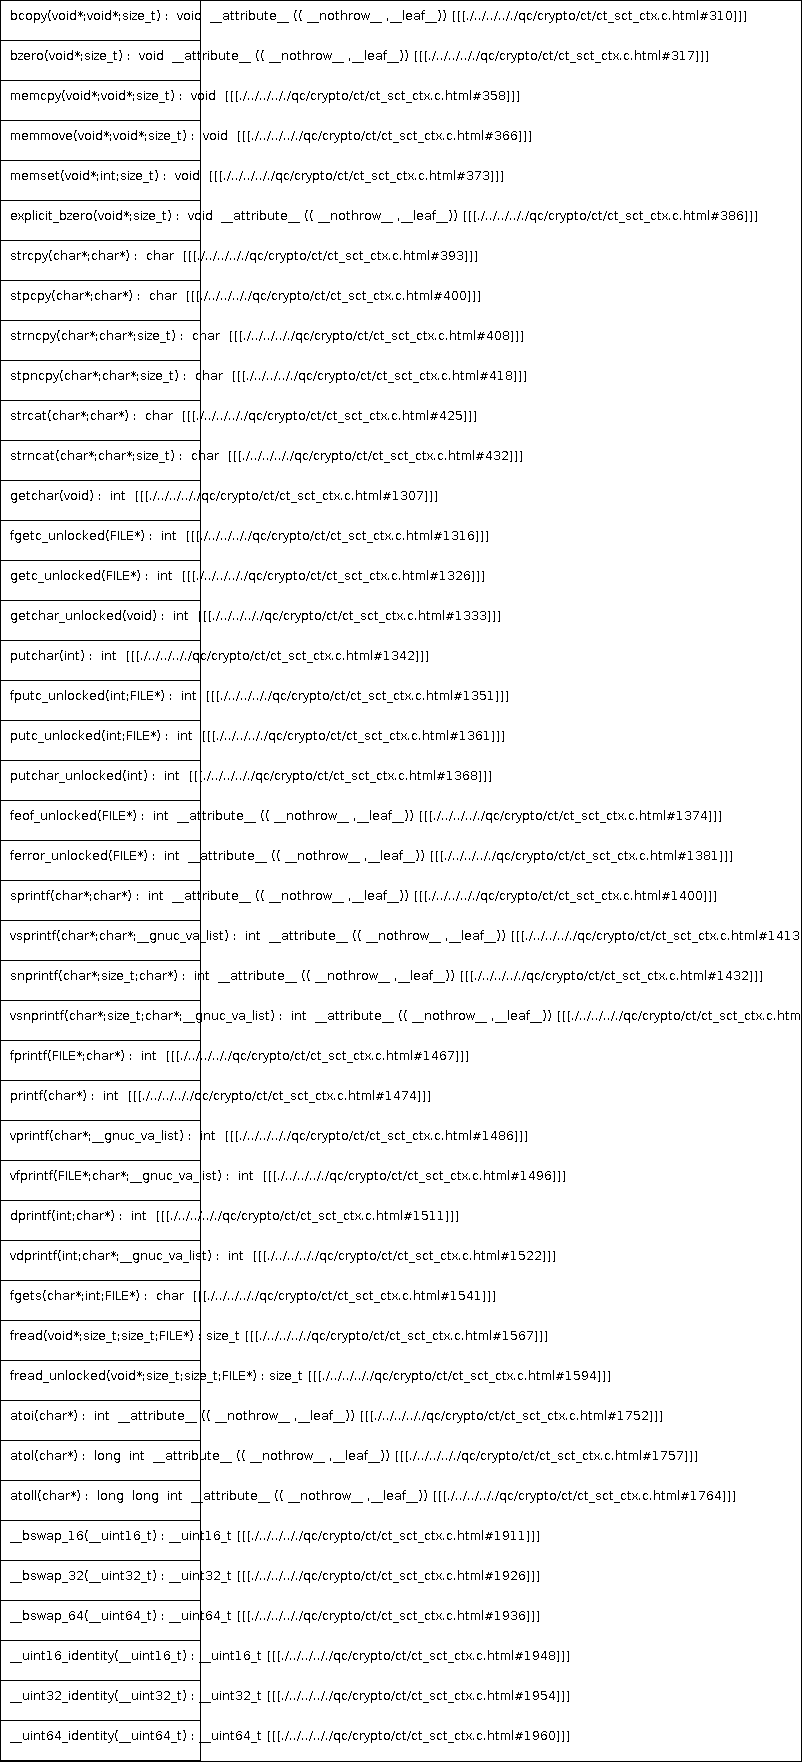 bcopy(void*;void*;size_t) : void __attribute__ (( __nothrow__ ,__leaf__)) [[[./../../../../qc/crypto/ct/ct_sct_ctx.c.html#310]]]
bzero(void*;size_t) : void __attribute__ (( __nothrow__ ,__leaf__)) [[[./../../../../qc/crypto/ct/ct_sct_ctx.c.html#317]]]
memcpy(void*;void*;size_t) : void [[[./../../../../qc/crypto/ct/ct_sct_ctx.c.html#358]]]
memmove(void*;void*;size_t) : void [[[./../../../../qc/crypto/ct/ct_sct_ctx.c.html#366]]]
memset(void*;int;size_t) : void [[[./../../../../qc/crypto/ct/ct_sct_ctx.c.html#373]]]
explicit_bzero(void*;size_t) : void __attribute__ (( __nothrow__ ,__leaf__)) [[[./../../../../qc/crypto/ct/ct_sct_ctx.c.html#386]]]
strcpy(char*;char*) : char [[[./../../../../qc/crypto/ct/ct_sct_ctx.c.html#393]]]
stpcpy(char*;char*) : char [[[./../../../../qc/crypto/ct/ct_sct_ctx.c.html#400]]]
strncpy(char*;char*;size_t) : char [[[./../../../../qc/crypto/ct/ct_sct_ctx.c.html#408]]]
stpncpy(char*;char*;size_t) : char [[[./../../../../qc/crypto/ct/ct_sct_ctx.c.html#418]]]
strcat(char*;char*) : char [[[./../../../../qc/crypto/ct/ct_sct_ctx.c.html#425]]]
strncat(char*;char*;size_t) : char [[[./../../../../qc/crypto/ct/ct_sct_ctx.c.html#432]]]
getchar(void) : int [[[./../../../../qc/crypto/ct/ct_sct_ctx.c.html#1307]]]
fgetc_unlocked(FILE*) : int [[[./../../../../qc/crypto/ct/ct_sct_ctx.c.html#1316]]]
getc_unlocked(FILE*) : int [[[./../../../../qc/crypto/ct/ct_sct_ctx.c.html#1326]]]
getchar_unlocked(void) : int [[[./../../../../qc/crypto/ct/ct_sct_ctx.c.html#1333]]]
putchar(int) : int [[[./../../../../qc/crypto/ct/ct_sct_ctx.c.html#1342]]]
fputc_unlocked(int;FILE*) : int [[[./../../../../qc/crypto/ct/ct_sct_ctx.c.html#1351]]]
putc_unlocked(int;FILE*) : int [[[./../../../../qc/crypto/ct/ct_sct_ctx.c.html#1361]]]
putchar_unlocked(int) : int [[[./../../../../qc/crypto/ct/ct_sct_ctx.c.html#1368]]]
feof_unlocked(FILE*) : int __attribute__ (( __nothrow__ ,__leaf__)) [[[./../../../../qc/crypto/ct/ct_sct_ctx.c.html#1374]]]
ferror_unlocked(FILE*) : int __attribute__ (( __nothrow__ ,__leaf__)) [[[./../../../../qc/crypto/ct/ct_sct_ctx.c.html#1381]]]
sprintf(char*;char*) : int __attribute__ (( __nothrow__ ,__leaf__)) [[[./../../../../qc/crypto/ct/ct_sct_ctx.c.html#1400]]]
vsprintf(char*;char*;__gnuc_va_list) : int __attribute__ (( __nothrow__ ,__leaf__)) [[[./../../../../qc/crypto/ct/ct_sct_ctx.c.html#1413
snprintf(char*;size_t;char*) : int __attribute__ (( __nothrow__ ,__leaf__)) [[[./../../../../qc/crypto/ct/ct_sct_ctx.c.html#1432]]]
vsnprintf(char*;size_t;char*;__gnuc_va_list) : int __attribute__ (( __nothrow__ ,__leaf__)) [[[./../../../../qc/crypto/ct/ct_sct_ctx.c.htm
fprintf(FILE*;char*) : int [[[./../../../../qc/crypto/ct/ct_sct_ctx.c.html#1467]]]
printf(char*) : int [[[./../../../../qc/crypto/ct/ct_sct_ctx.c.html#1474]]]
vprintf(char*;__gnuc_va_list) : int [[[./../../../../qc/crypto/ct/ct_sct_ctx.c.html#1486]]]
vfprintf(FILE*;char*;__gnuc_va_list) : int [[[./../../../../qc/crypto/ct/ct_sct_ctx.c.html#1496]]]
dprintf(int;char*) : int [[[./../../../../qc/crypto/ct/ct_sct_ctx.c.html#1511]]]
vdprintf(int;char*;__gnuc_va_list) : int [[[./../../../../qc/crypto/ct/ct_sct_ctx.c.html#1522]]]
fgets(char*;int;FILE*) : char [[[./../../../../qc/crypto/ct/ct_sct_ctx.c.html#1541]]]
fread(void*;size_t;size_t;FILE*) : size_t [[[./../../../../qc/crypto/ct/ct_sct_ctx.c.html#1567]]]
fread_unlocked(void*;size_t;size_t;FILE*) : size_t [[[./../../../../qc/crypto/ct/ct_sct_ctx.c.html#1594]]]
atoi(char*) : int __attribute__ (( __nothrow__ ,__leaf__)) [[[./../../../../qc/crypto/ct/ct_sct_ctx.c.html#1752]]]
atol(char*) : long int __attribute__ (( __nothrow__ ,__leaf__)) [[[./../../../../qc/crypto/ct/ct_sct_ctx.c.html#1757]]]
atoll(char*) : long long int __attribute__ (( __nothrow__ ,__leaf__)) [[[./../../../../qc/crypto/ct/ct_sct_ctx.c.html#1764]]]
__bswap_16(__uint16_t) : __uint16_t [[[./../../../../qc/crypto/ct/ct_sct_ctx.c.html#1911]]]
__bswap_32(__uint32_t) : __uint32_t [[[./../../../../qc/crypto/ct/ct_sct_ctx.c.html#1926]]]
__bswap_64(__uint64_t) : __uint64_t [[[./../../../../qc/crypto/ct/ct_sct_ctx.c.html#1936]]]
__uint16_identity(__uint16_t) : __uint16_t [[[./../../../../qc/crypto/ct/ct_sct_ctx.c.html#1948]]]
__uint32_identity(__uint32_t) : __uint32_t [[[./../../../../qc/crypto/ct/ct_sct_ctx.c.html#1954]]]
__uint64_identity(__uint64_t) : __uint64_t [[[./../../../../qc/crypto/ct/ct_sct_ctx.c.html#1960]]]